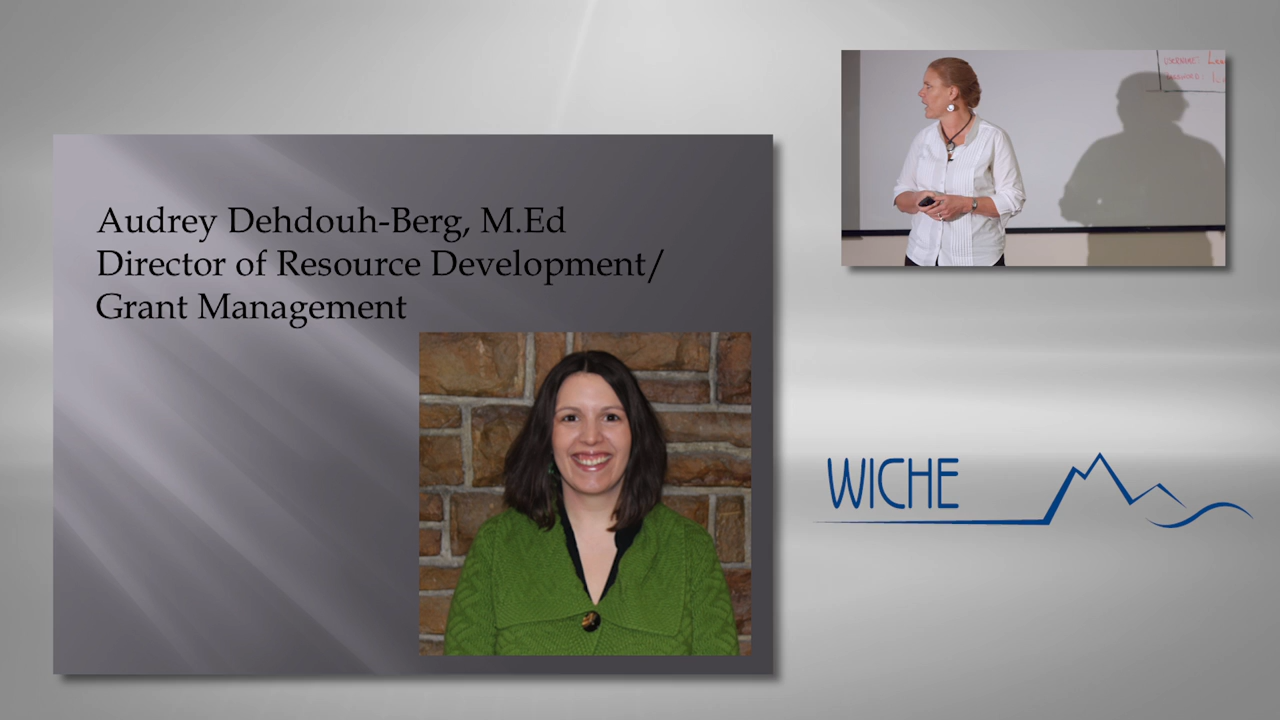 Audrey Dehdouh-Berg, M.Ed
Director of Resource Development/
Grant Management
WICHE